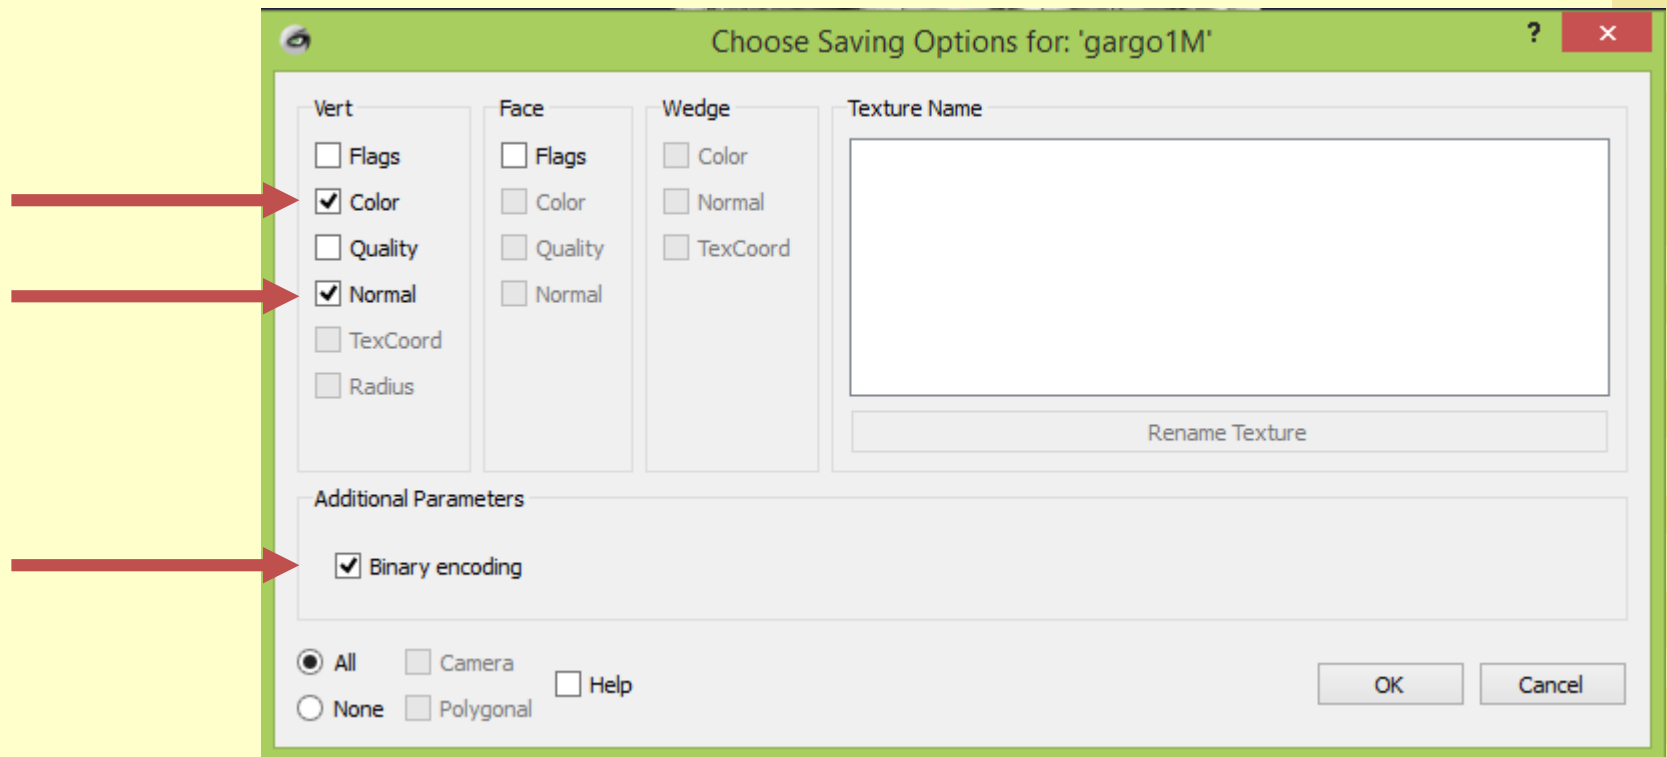 Choose Saving Options for: 'gargo1M'
?
Vert
Flags
Color
Quality
Normal
TexCoord
Radius
Face
Flags
Color
Quality
Normal
Wedge
Color
Normal
TexCoord
Texture Name
Rename Texture
Additional Parameters
Binary encoding
All
None
Camera
Polygonal
Help
OK
Cancel